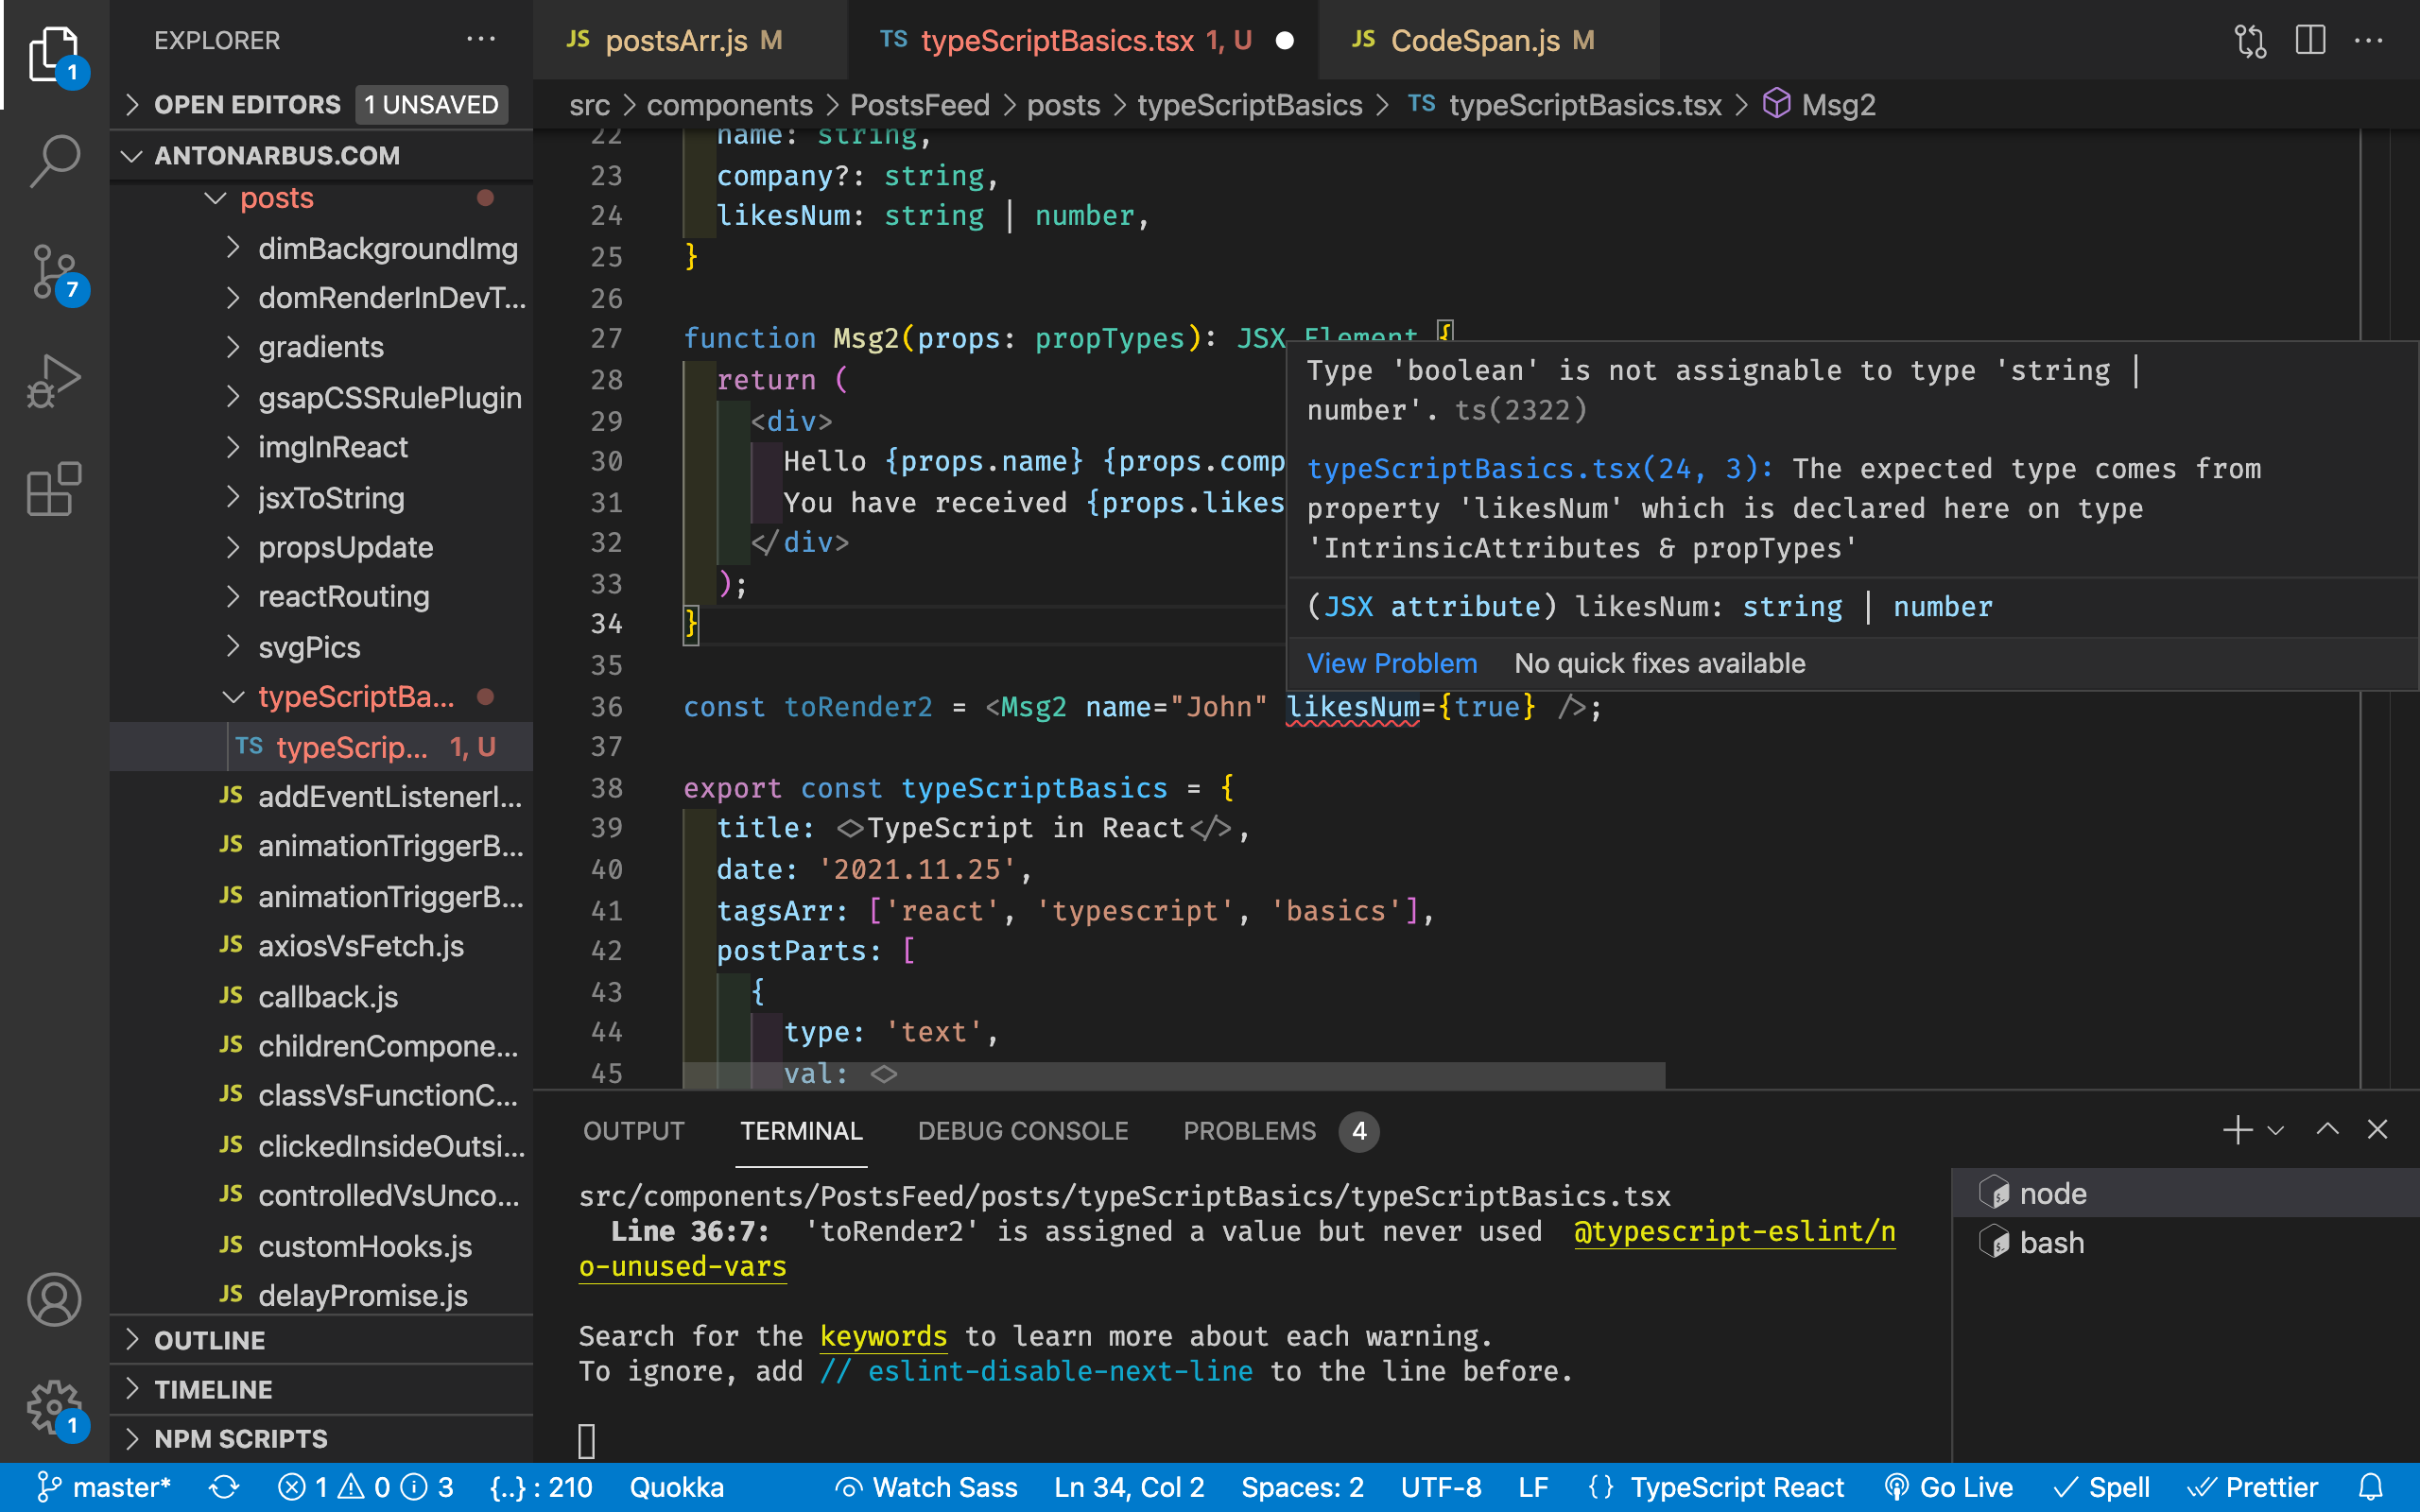 EXPLORER
OPEN EDITORS 1 UNSAVED
ANTONARBUS.COM
posts
dimBackgroundImg
domRenderInDevT...
gradients
gsapCSSRulePlugin
imgInReact
jsxToString
propsUpdate
reactRouting
svgPics
typeScriptBa...
TS typeScrip... 1, U
JS addEventListenerI...
JS animationTriggerB...
JS animationTriggerB...
JS axiosVsFetch.js
JS callback.js
JS childrenCompone...
JS classVsFunctionC...
JS clickedInsideOutsi...
JS controlledVsUnco...
JS customHooks.js
JS delayPromise.js
OUTLINE
TIMELINE
NPM SCRIPTS
1
7
1
JS postsArr.js M
TS typeScriptBasics.tsx 1, U
JS CodeSpan.js M
src > components > PostsFeed > posts > typeScriptBasics > TS typeScriptBasics.tsx > Msg2
22 name: string,
23 company?: string,
24 likesNum: string | number,
25 }
26
27 function Msg2(props: propTypes): JSX.Element {
28 return (
29 <div>
30 Hello {props.name} {props.comp
31 You have received {props.likes
32 </div>
33 );
34 }
35
36 const toRender2 = <Msg2 name="John" likesNum={true} />;
37
38 export const typeScriptBasics = {
39 title: <>TypeScript in React</>,
40 date: '2021.11.25',
41 tagsArr: ['react', 'typescript', 'basics'],
42 postParts: [
43 {
44 type: 'text',
45 val: <>
Type 'boolean' is not assignable to type 'string |
number'. ts(2322)
typeScriptBasics.tsx(24, 3): The expected type comes from
property 'likesNum' which is declared here on type
'IntrinsicAttributes & propTypes'
(JSX attribute) likesNum: string | number
View Problem No quick fixes available
OUTPUT TERMINAL DEBUG CONSOLE PROBLEMS 4
src/components/PostsFeed/posts/typeScriptBasics/typeScriptBasics.tsx
Line 36:7: 'toRender2' is assigned a value but never used @typescript-eslint/n
o-unused-vars
Search for the keywords to learn more about each warning.
To ignore, add // eslint-disable-next-line to the line before.
node
bash
master* 1 0 3 {..} : 210 Quokka Watch Sass Ln 34, Col 2 Spaces: 2 UTF-8 LF {} TypeScript React Go Live Spell Prettier